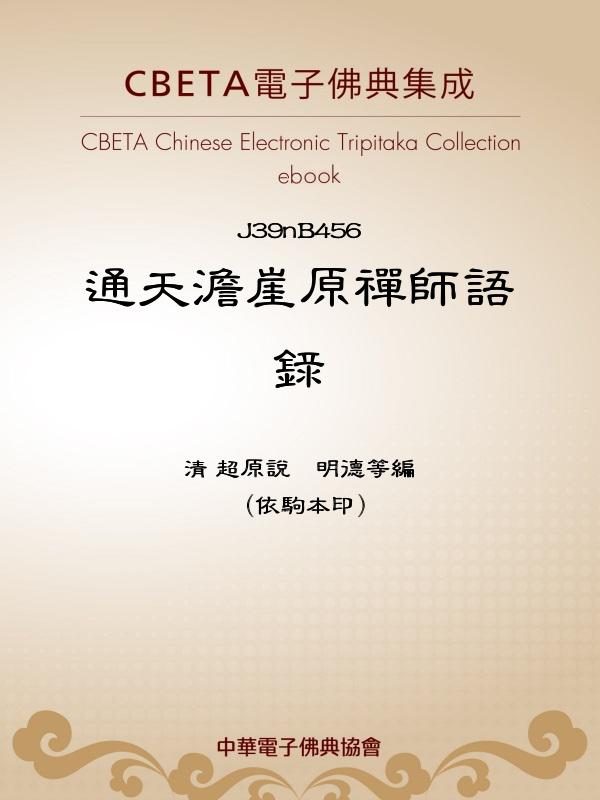 CBETA電子佛典集成
CBETA Chinese Electronic Tripitaka Collection
ebook
J39nB456
通天澹崖原禪師語
錄
清 超原說　明德等編
(依駒本印)
中華電子佛典協會